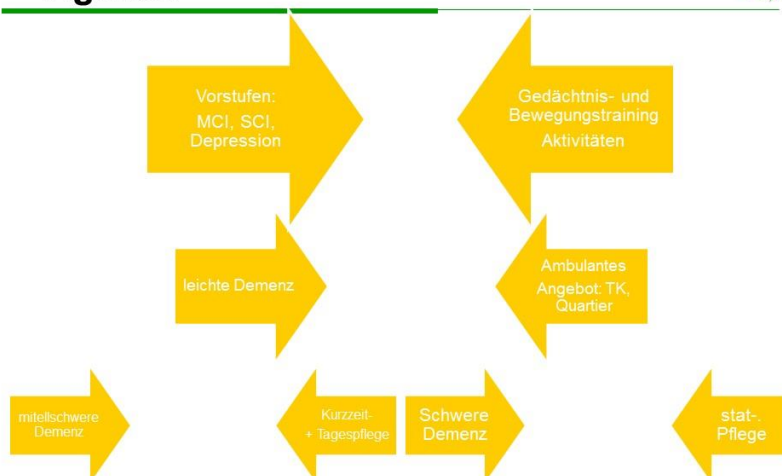 Vorstufen:
MCI, SCI,
Depression
Gedächtnis- und
Bewegungstraining
Aktivitäten
leichte Demenz
Ambulantes
Angebot: TK,
Quartier
mitellschwere
Demenz
Kurzzeit-
+ Tagespflege
Schwere
Demenz
stat-.
Pflege